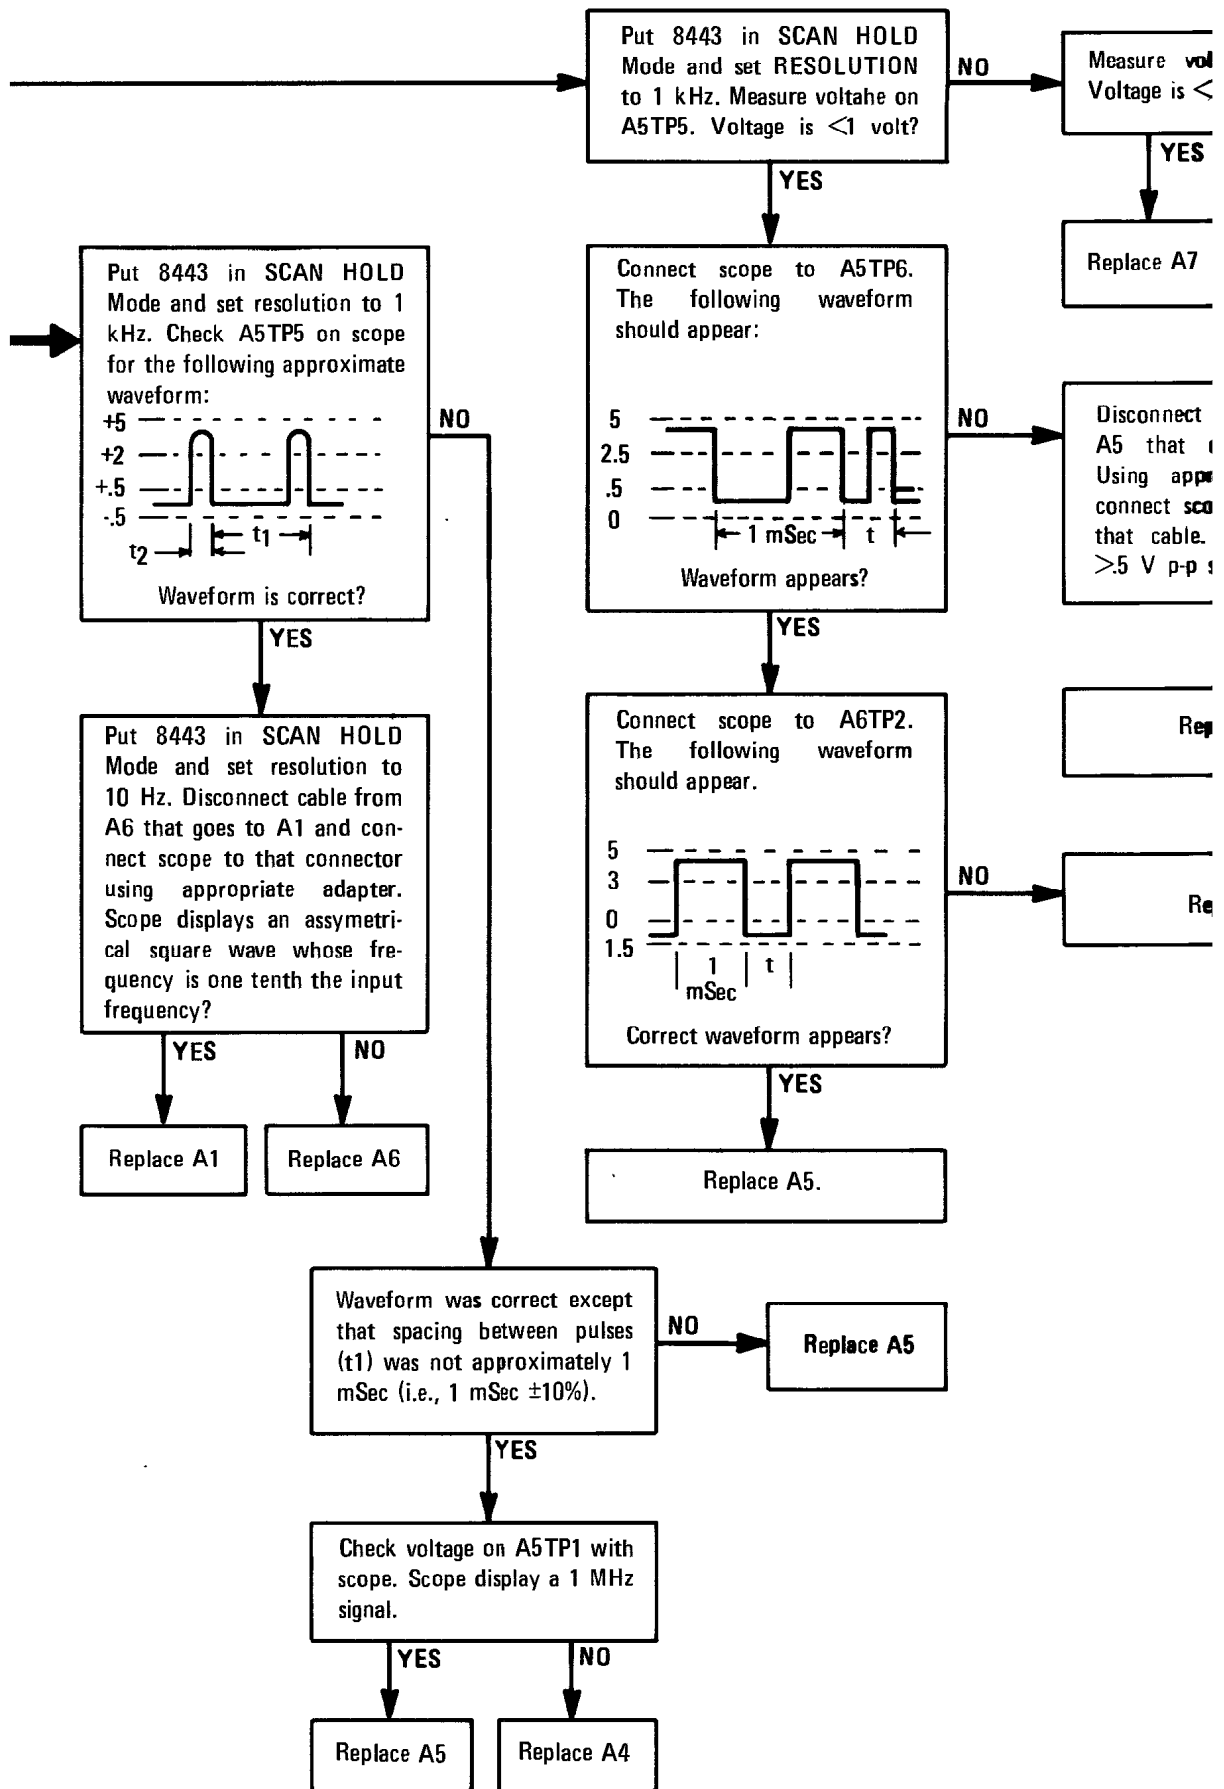 Put 8443 in SCAN HOLD
Mode and set RESOLUTION
to 1 kHz. Measure voltahe on
A5TP5. Voltage is <1 volt?
NO
Measure
Voltage is <
YES
YES
Replace A7
Put 8443 in SCAN HOLD
Mode and set resolution to 1
kHz. Check A5TP5 on scope
for the following approximate
waveform:
+5
+2
+.5
-.5
t1
t2
Waveform is correct?
NO
YES
Connect scope to A5TP6.
The following waveform
should appear:
5
2.5
.5
0
1 mSec
t
Waveform appears?
NO
YES
Disconnect
A5 that
Using
connect
that cable.
>.5 V p-p
Put 8443 in SCAN HOLD
Mode and set resolution to
10 Hz. Disconnect cable from
A6 that goes to A1 and con-
nect scope to that connector
using appropriate adapter.
Scope displays an assymetri-
cal square wave whose fre-
quency is one tenth the input
frequency?
YES
NO
Replace A1
Replace A6
Connect scope to A6TP2.
The following waveform
should appear.
5
3
0
1.5
1
mSec
t
Correct waveform appears?
NO
YES
Replace A5.
Waveform was correct except
that spacing between pulses
(t1) was not approximately 1
mSec (i.e., 1 mSec ±10%).
NO
Replace A5
YES
Check voltage on A5TP1 with
scope. Scope display a 1 MHz
signal.
YES
NO
Replace A5
Replace A4